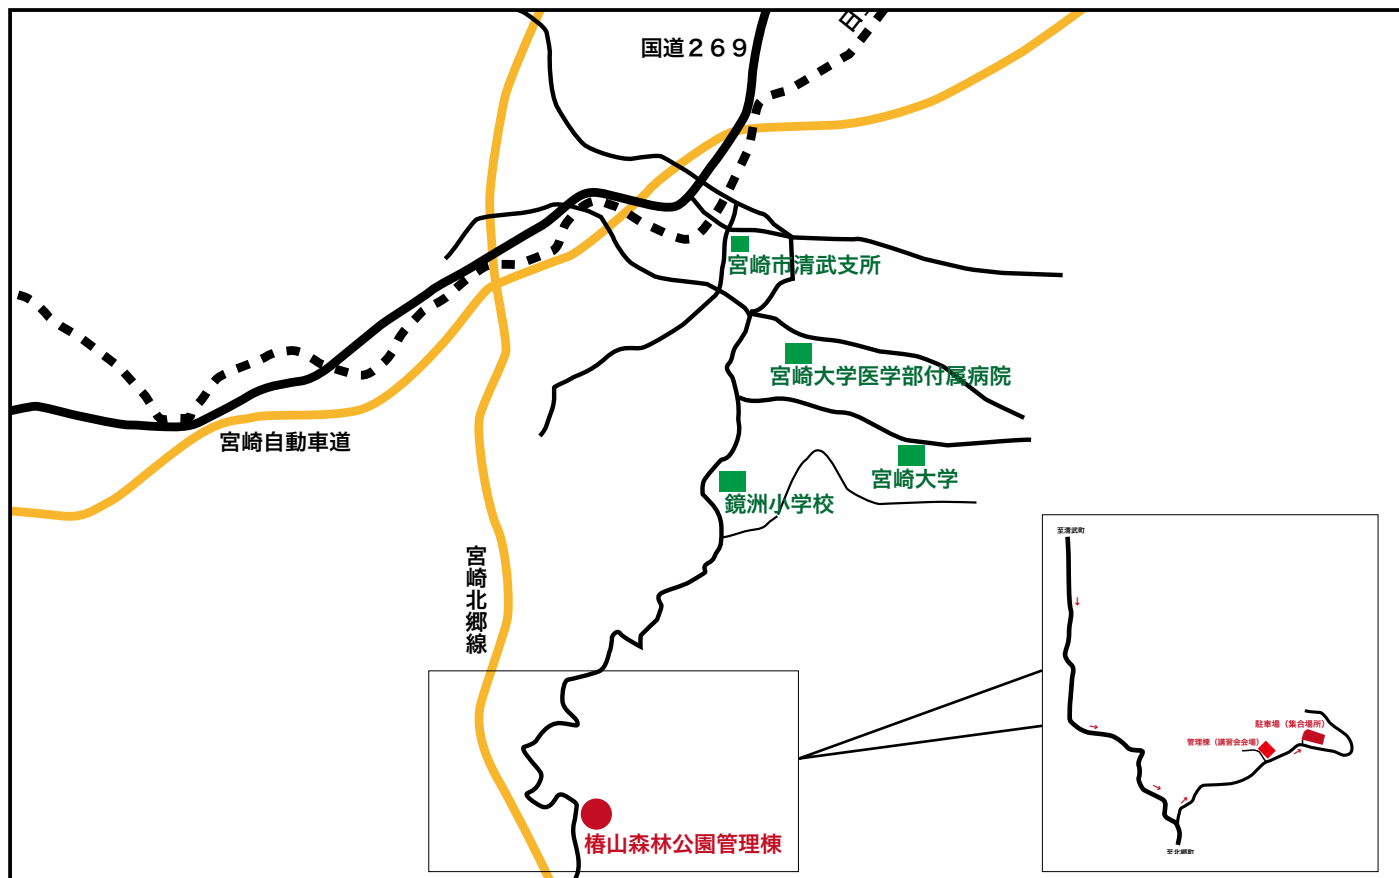 国道２６９
宮崎市清武支所
宮崎大学医学部付属病院
宮崎自動車道
宮崎大学
鏡洲小学校
宮崎北郷線
椿山森林公園管理棟
至清武町
駐車場（集合場所）
管理棟（講習会会場）
至北郷町